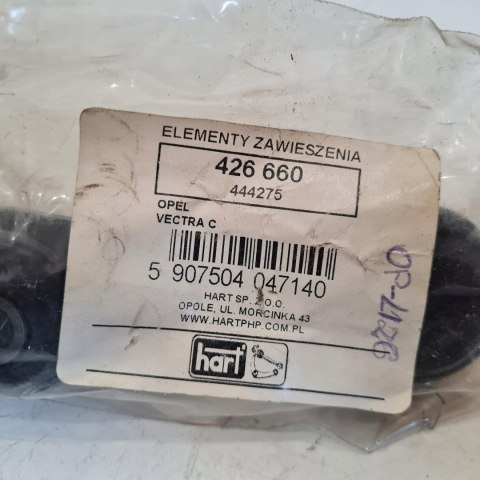 ELEMENTY ZAWIESZENIA
426 660
444275
OPEL
VECTRA C
5 907504 047140
HART SP. Z O.O.
OPOLE, UL. MORCINKA 43
WWW.HARTPHP.COM.PL
hart